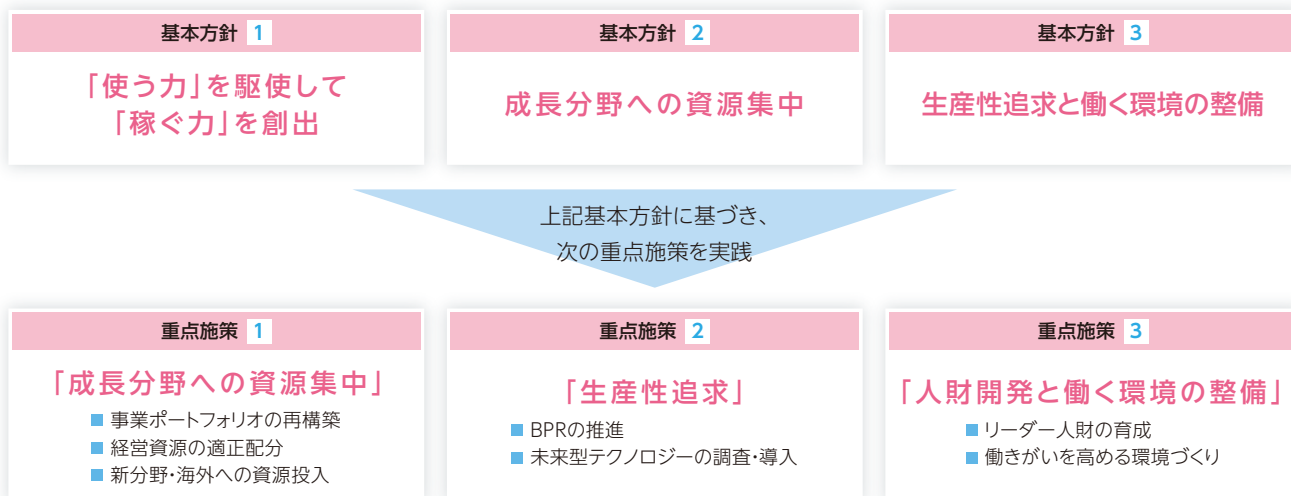 基本方針 1
「使う力」を駆使して
「稼ぐ力」を創出
基本方針 2
成長分野への資源集中
基本方針 3
生産性追求と働く環境の整備
上記基本方針に基づき、
次の重点施策を実践
重点施策 1
「成長分野への資源集中」
■ 事業ポートフォリオの再構築
■ 経営資源の適正配分
■ 新分野・海外への資源投入
重点施策 2
「生産性追求」
■ BPRの推進
■ 未来型テクノロジーの調査・導入
重点施策 3
「人財開発と働く環境の整備」
■ リーダー人財の育成
■ 働きがいを高める環境づくり